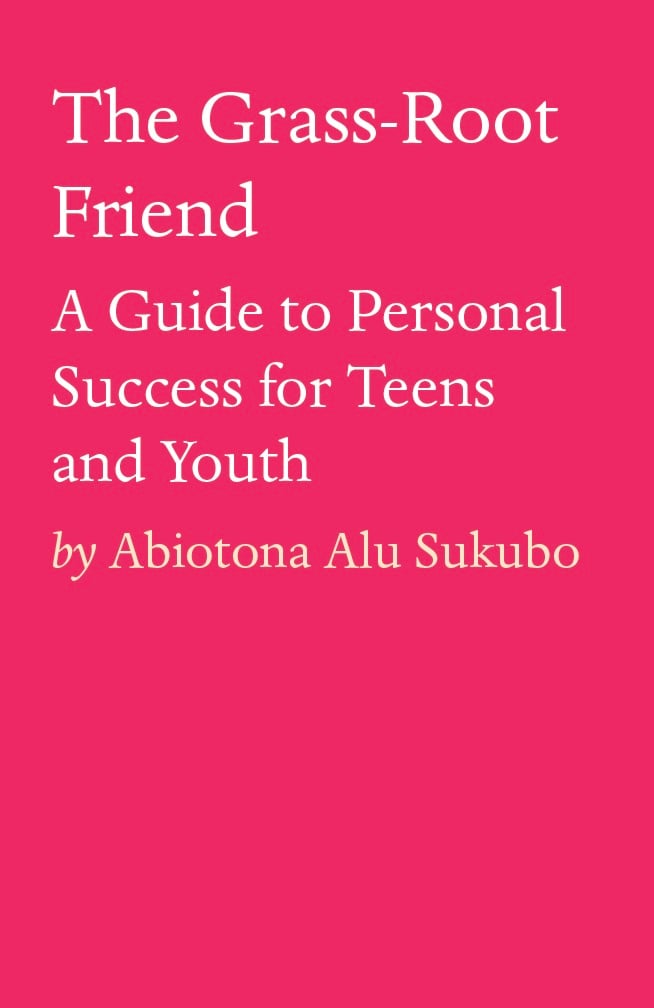 The Grass-Root
Friend
A Guide to Personal
Success for Teens
and Youth
by Abiotona Alu Sukubo